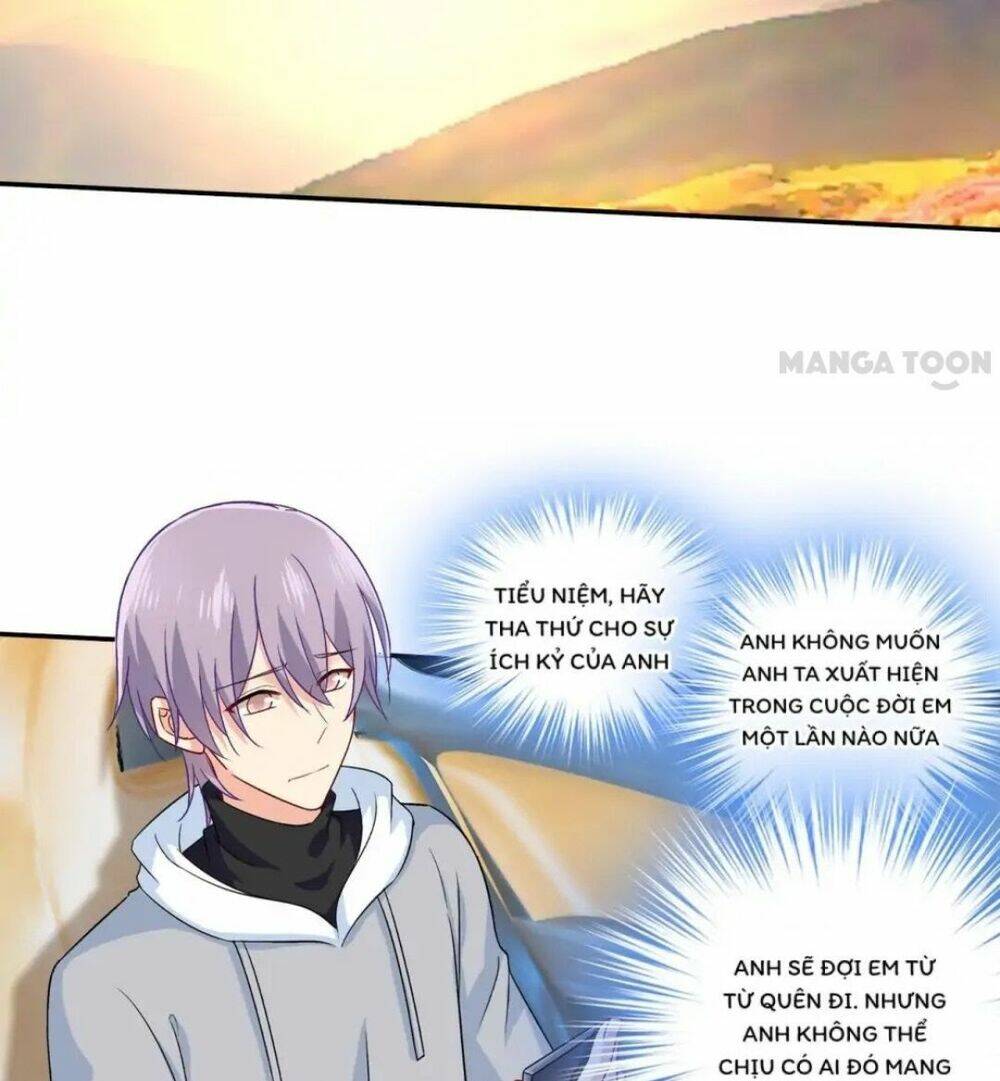 MANGA TOON
TIỂU NIỆM, HÃY
THA THỨ CHO SỰ
ÍCH KỶ CỦA ANH
ANH KHÔNG MUỐN
ANH TA XUẤT HIỆN
TRONG CUỘC ĐỜI EM
MỘT LẦN NÀO NỮA
ANH SẼ ĐỢI EM TỪ
TỪ QUÊN ĐI. NHƯNG
ANH KHÔNG THỂ
CHỊU CÓ AI ĐÓ MANG